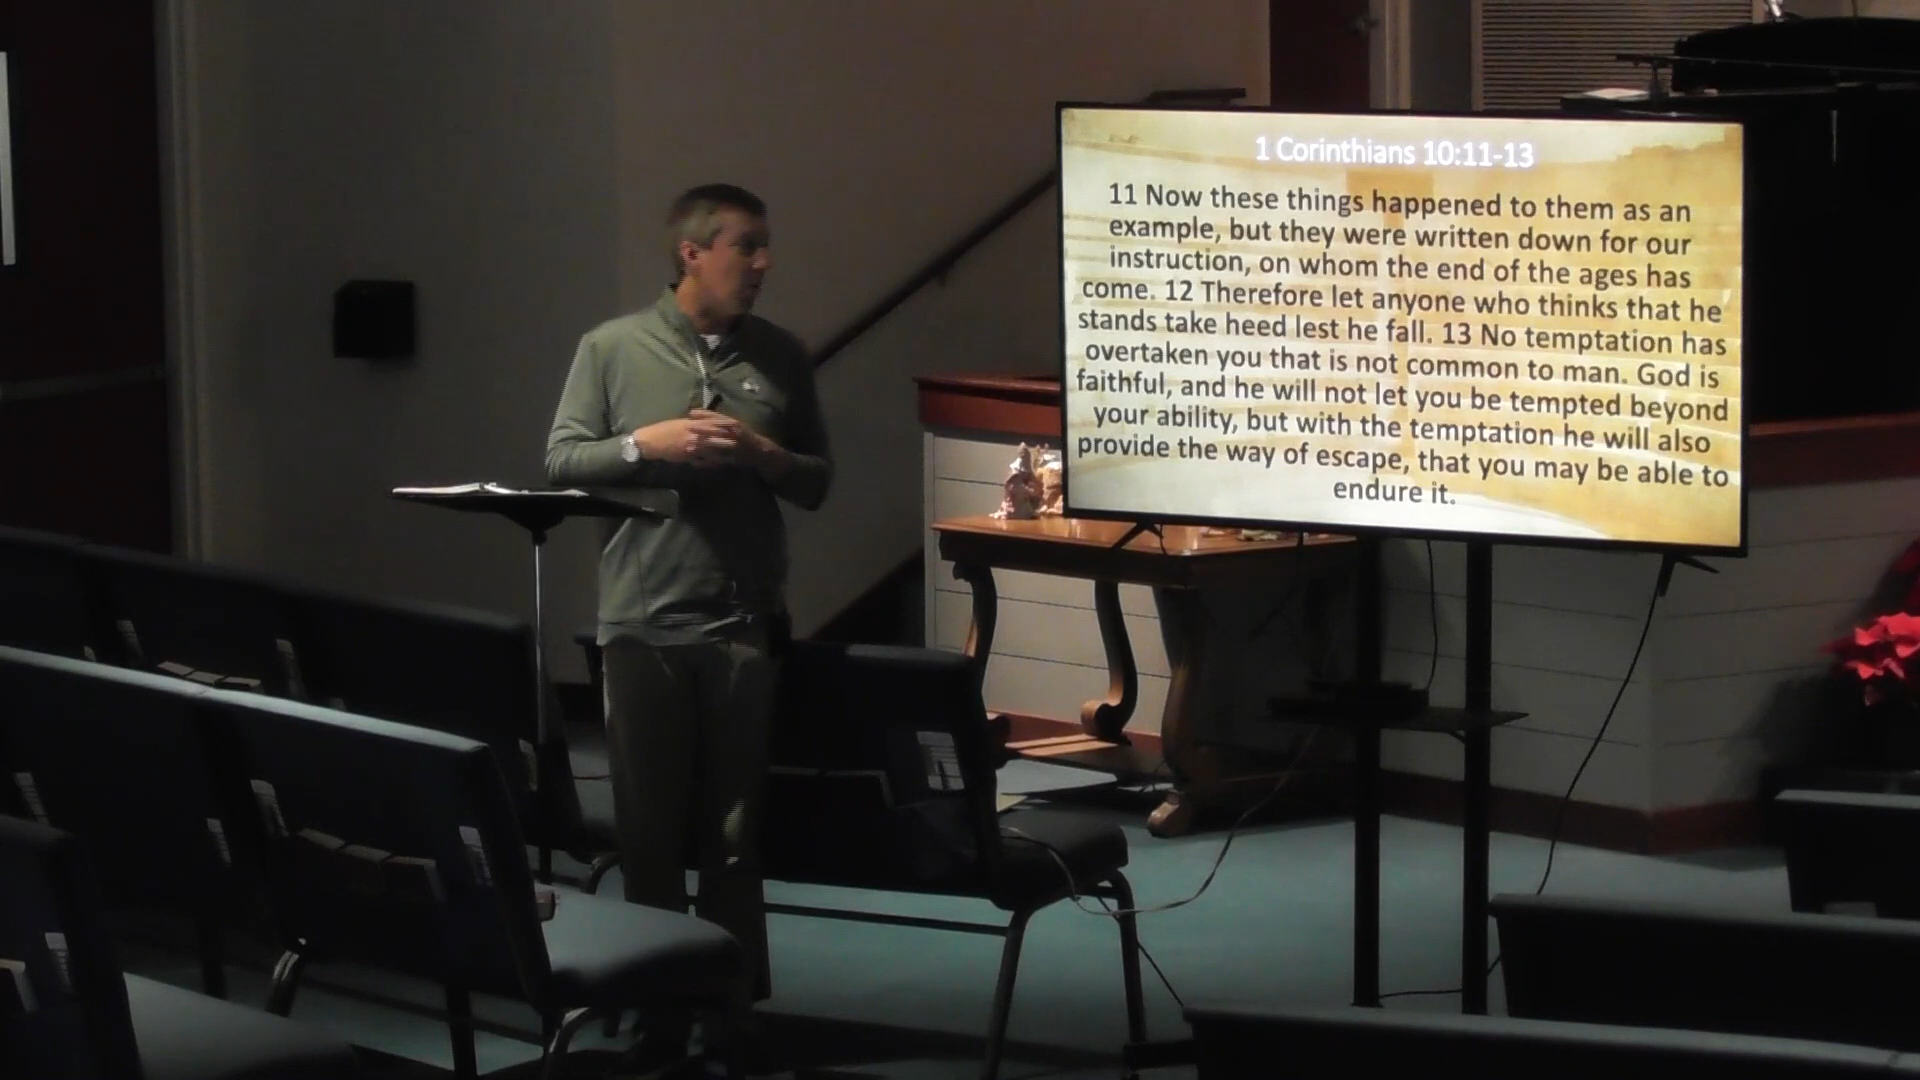 1 Corinthians 10:11-13
11 Now these things happened to them as an
example, but they were written down for our
instruction, on whom the end of the ages has
come. 12 Therefore let anyone who thinks that he
stands take heed lest he fall. 13 No temptation has
overtaken you that is not common to man. God is
faithful, and he will not let you be tempted beyond
your ability, but with the temptation he will also
provide the way of escape, that you may be able to
endure it.